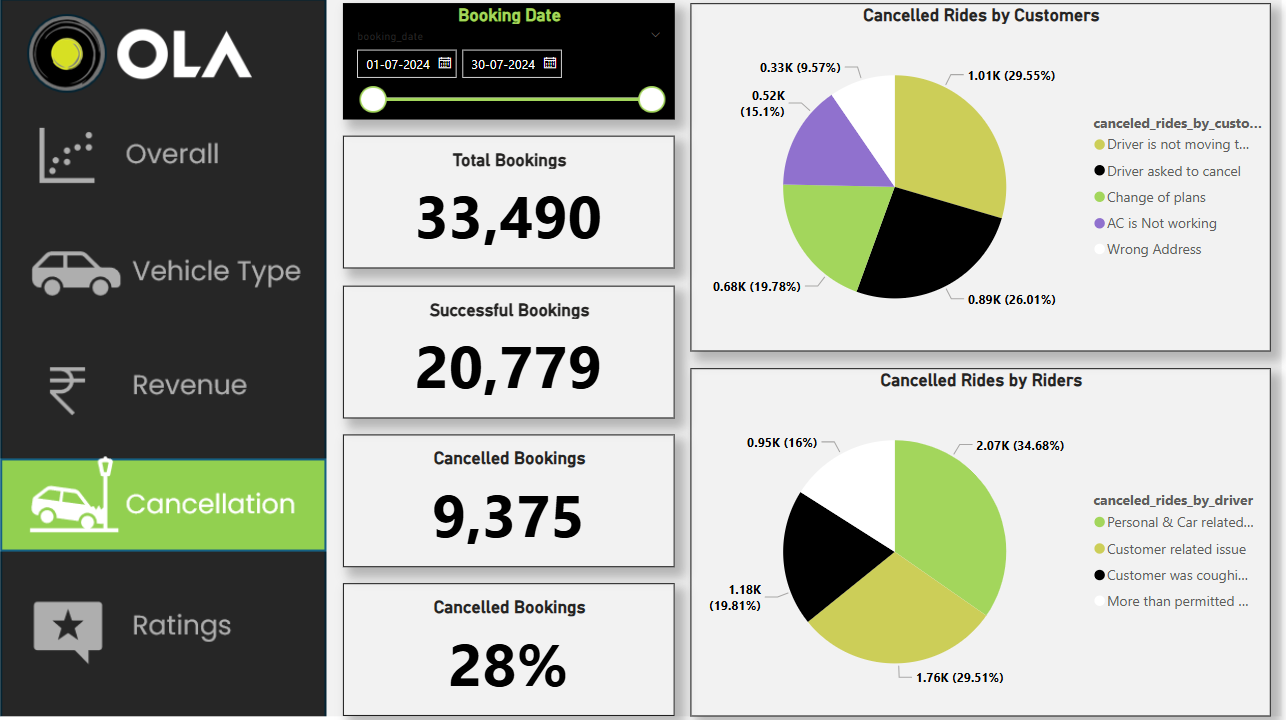 OLA
Overall
Vehicle Type
Revenue
Cancellation
Ratings
Booking Date
booking_date
01-07-2024
30-07-2024
Total Bookings
33,490
Successful Bookings
20,779
Cancelled Bookings
9,375
Cancelled Bookings
28%
Cancelled Rides by Customers
0.33K (9.57%)
1.01K (29.55%)
0.52K
(15.1%)
0.68K (19.78%)
0.89K (26.01%)
canceled_rides_by_custo...
Driver is not moving t...
Driver asked to cancel
Change of plans
AC is Not working
Wrong Address
Cancelled Rides by Riders
0.95K (16%)
2.07K (34.68%)
1.18K
(19.81%)
1.76K (29.51%)
canceled_rides_by_driver
Personal & Car related...
Customer related issue
Customer was coughi...
More than permitted ...